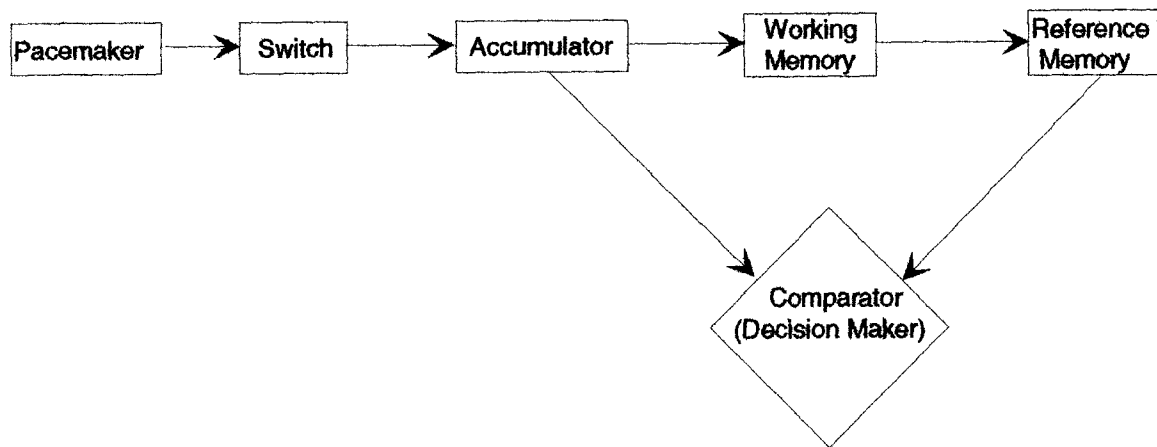 Pacemaker
Switch
Accumulator
Working
Memory
Reference
Memory
Comparator
(Decision Maker)